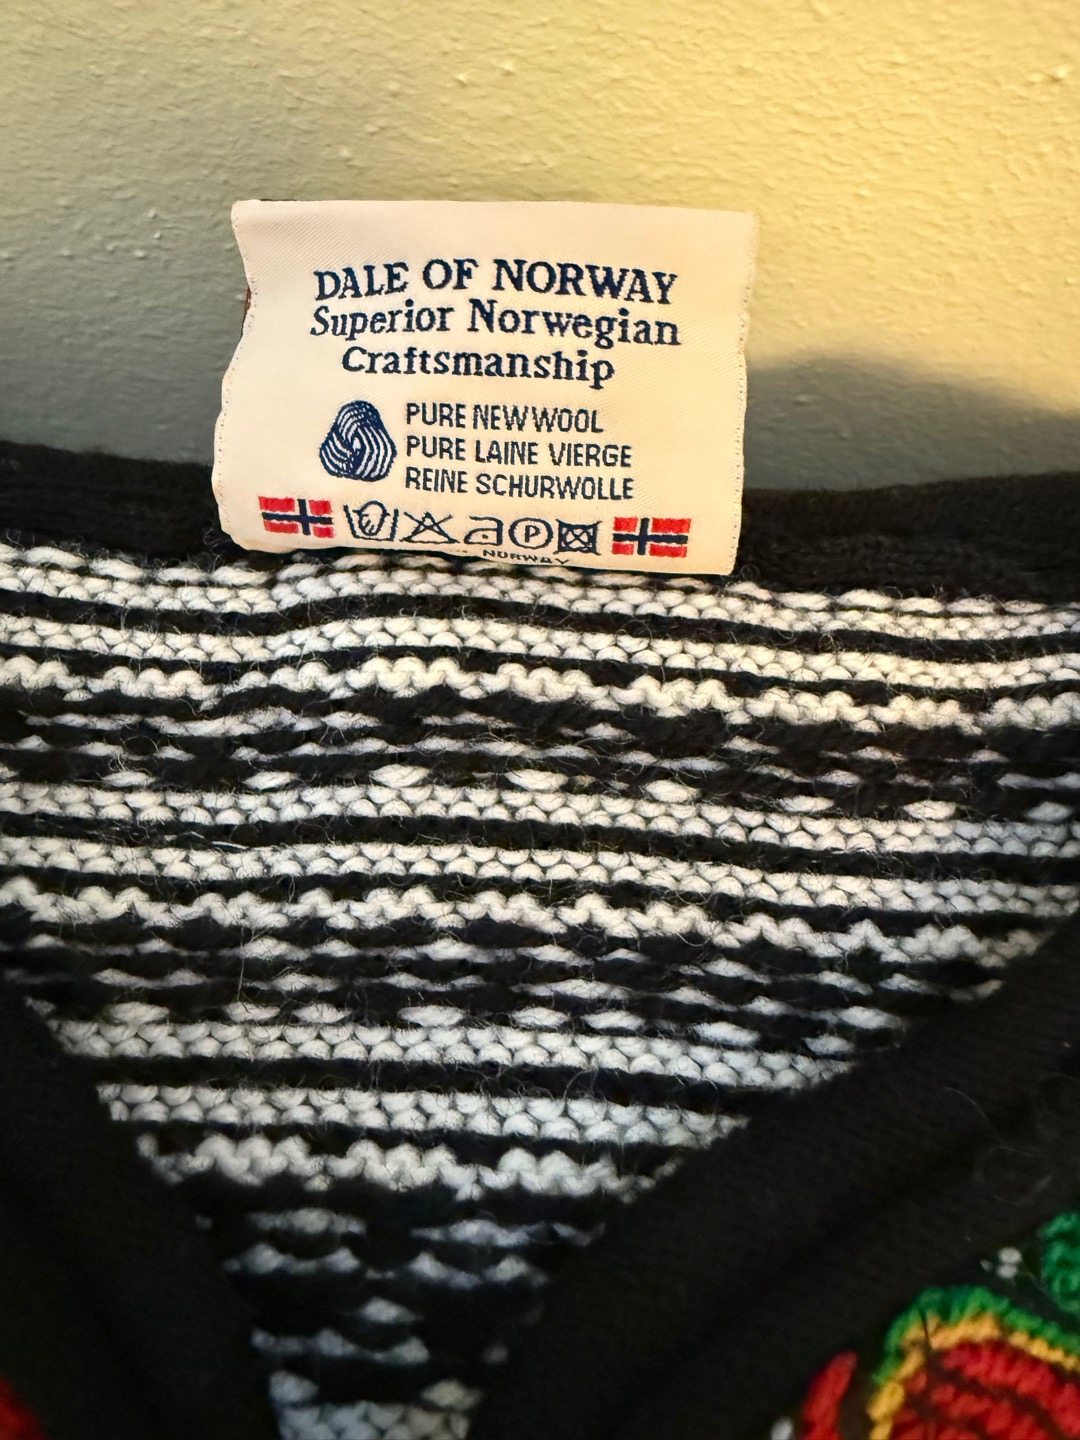 DALE OF NORWAY
Superior Norwegian
Craftsmanship
PURE NEW WOOL
PURE LAINE VIERGE
REINE SCHURWOLLE
P
NORWAY